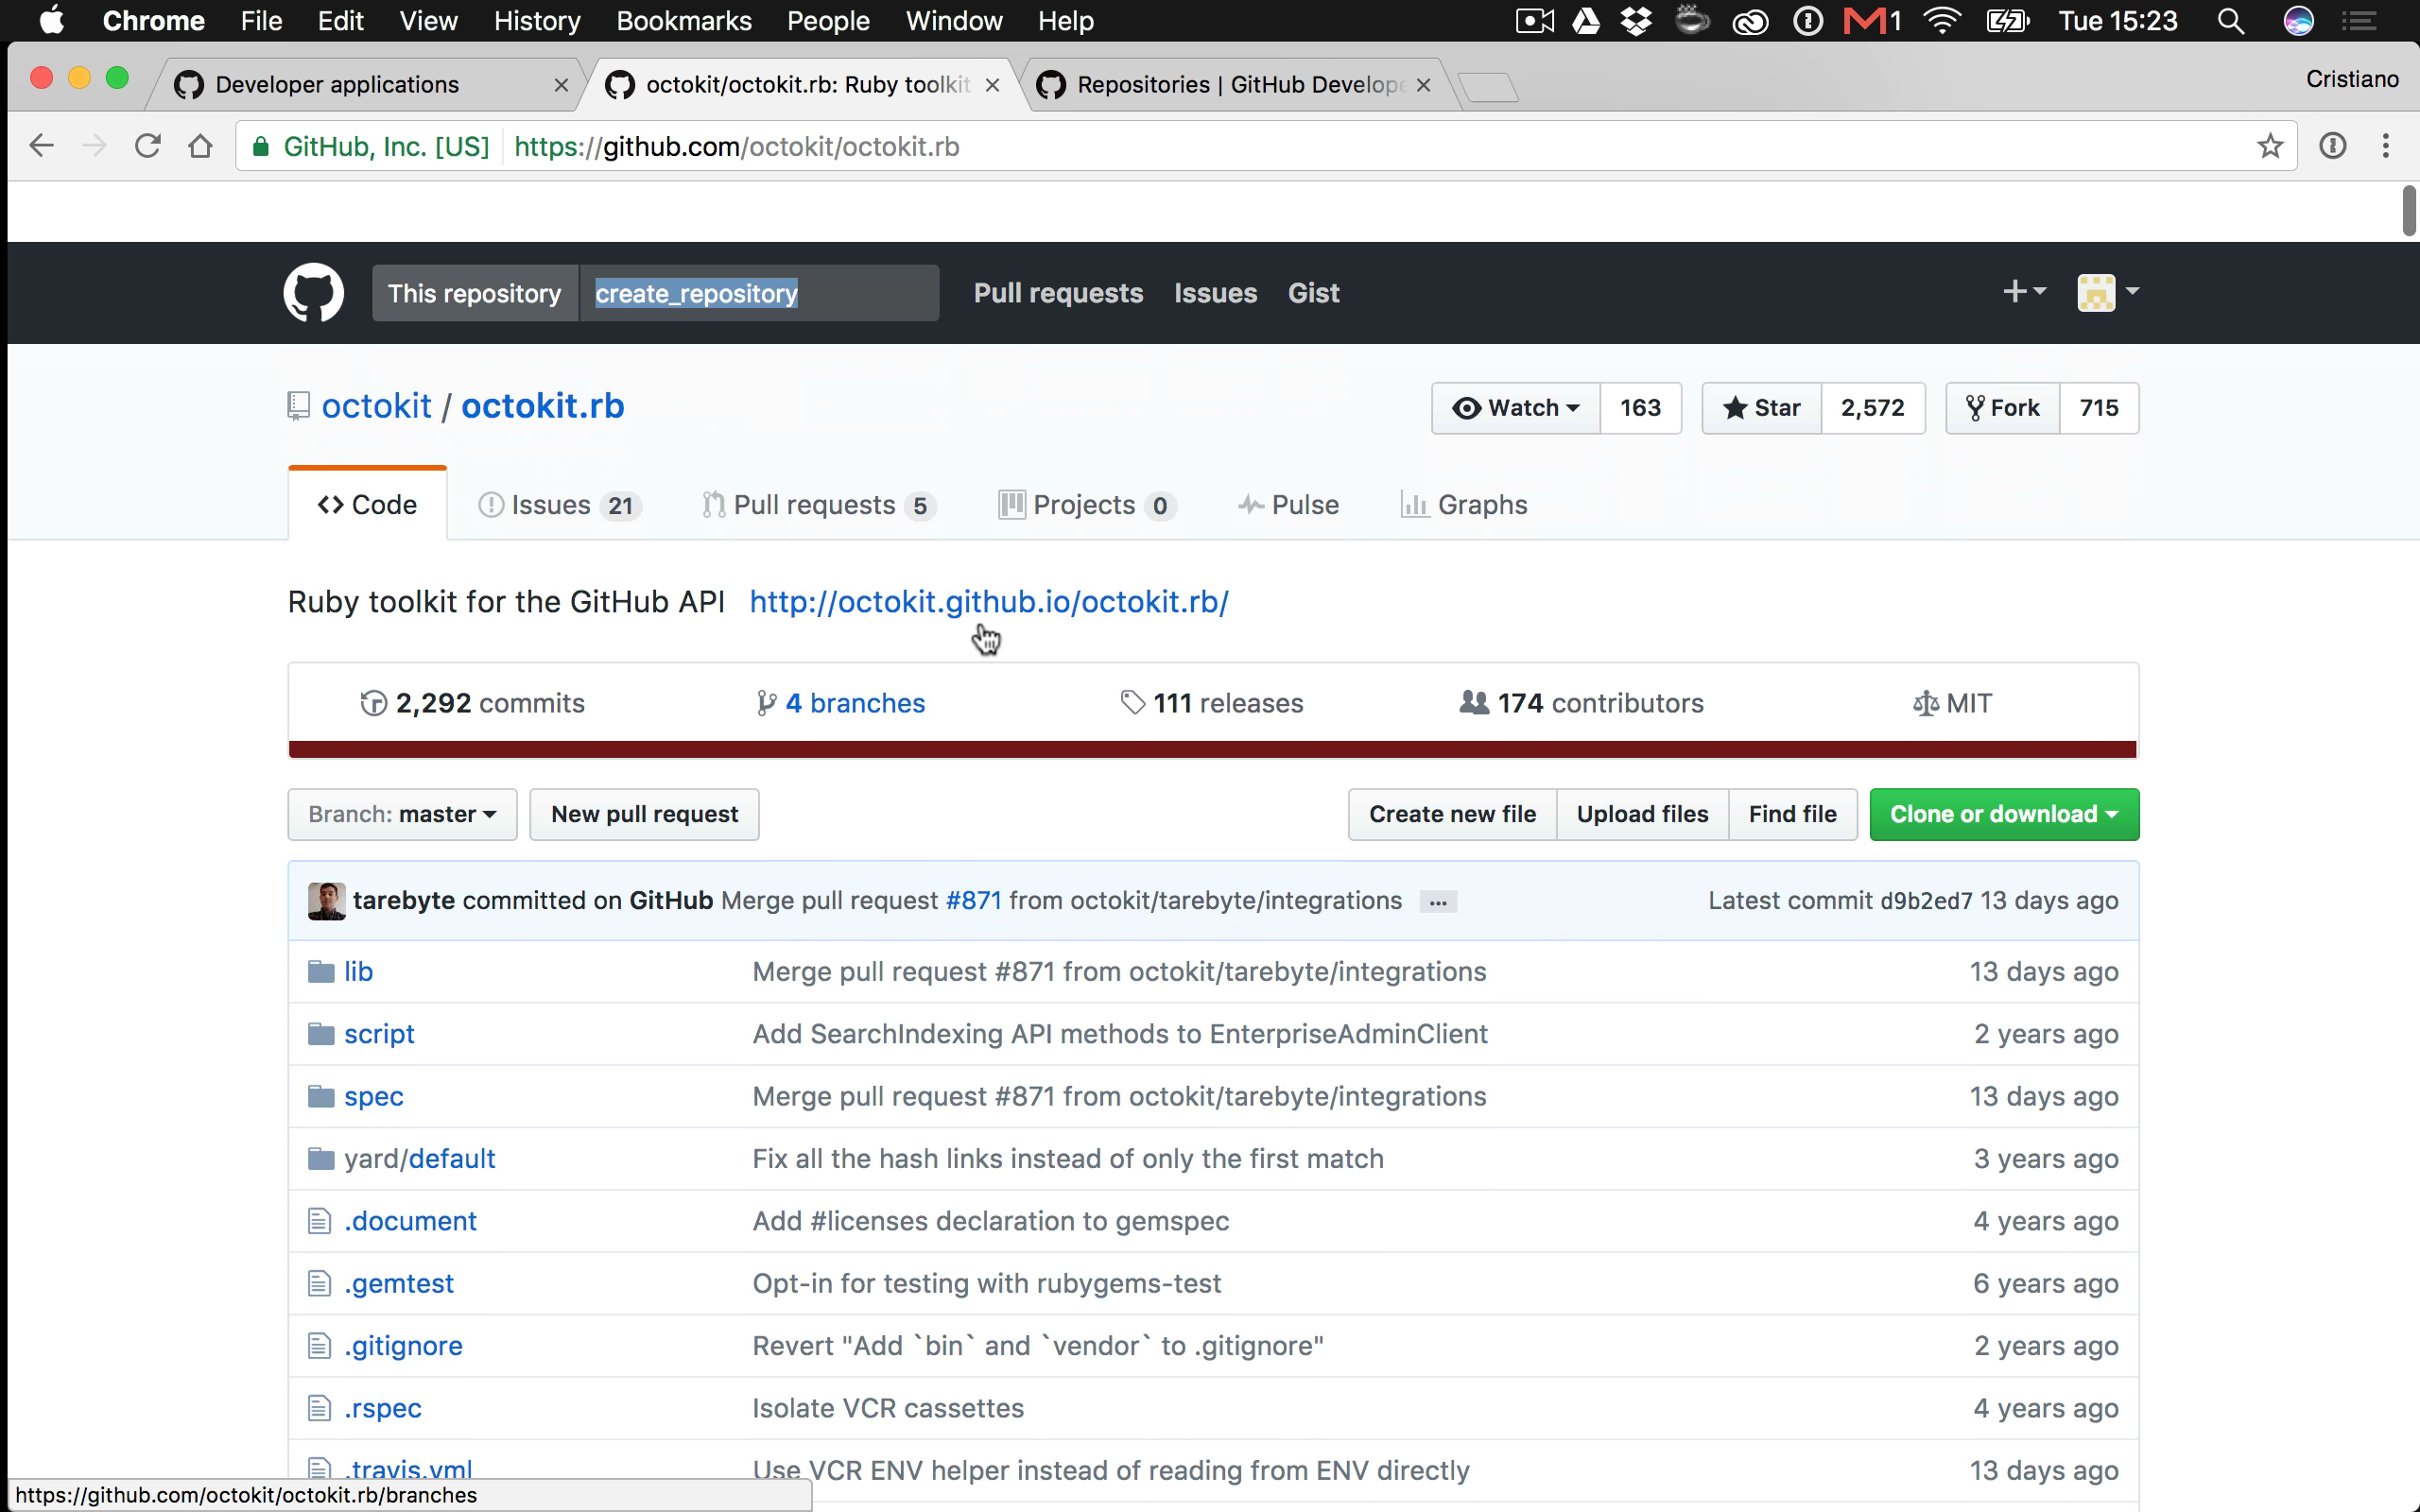 Chrome File Edit View History Bookmarks People Window Help 1 Tue 15:23
Developer applications octokit/octokit.rb: Ruby toolkit Repositories | GitHub Develope Cristiano
GitHub, Inc. [US] https://github.com/octokit/octokit.rb
This repository create_repository Pull requests Issues Gist
octokit / octokit.rb Watch 163 Star 2,572 Fork 715
Code Issues 21 Pull requests 5 Projects 0 Pulse Graphs
Ruby toolkit for the GitHub API http://octokit.github.io/octokit.rb/
2,292 commits 4 branches 111 releases 174 contributors MIT
Branch: master New pull request Create new file Upload files Find file Clone or download
tarebyte committed on GitHub Merge pull request #871 from octokit/tarebyte/integrations … Latest commit d9b2ed7 13 days ago
lib Merge pull request #871 from octokit/tarebyte/integrations 13 days ago
script Add SearchIndexing API methods to EnterpriseAdminClient 2 years ago
spec Merge pull request #871 from octokit/tarebyte/integrations 13 days ago
yard/default Fix all the hash links instead of only the first match 3 years ago
.document Add #licenses declaration to gemspec 4 years ago
.gemtest Opt-in for testing with rubygems-test 6 years ago
.gitignore Revert "Add `bin` and `vendor` to .gitignore" 2 years ago
.rspec Isolate VCR cassettes 4 years ago
.travis.yml Use VCR ENV helper instead of reading from ENV directly 13 days ago
https://github.com/octokit/octokit.rb/branches